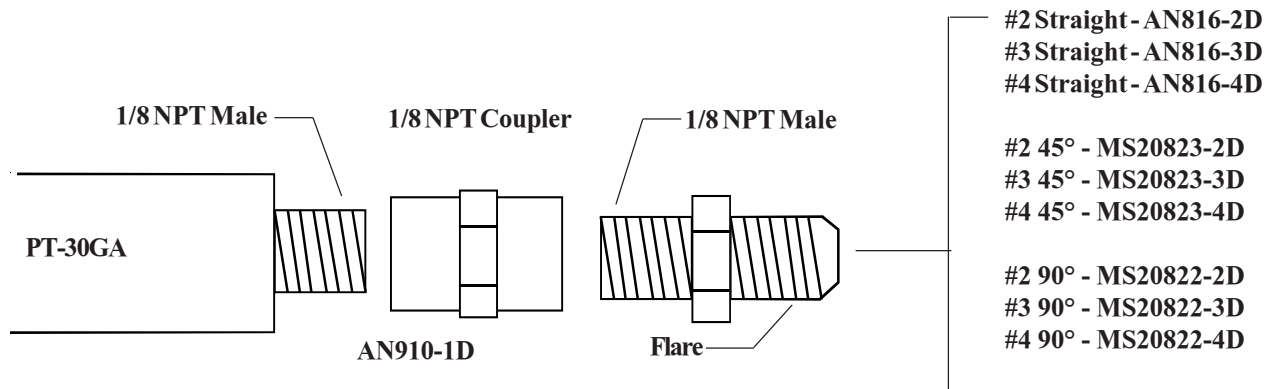 #2 Straight - AN816-2D
#3 Straight - AN816-3D
#4 Straight - AN816-4D
1/8 NPT Male
1/8 NPT Coupler
1/8 NPT Male
#2 45° - MS20823-2D
#3 45° - MS20823-3D
#4 45° - MS20823-4D
PT-30GA
#2 90° - MS20822-2D
#3 90° - MS20822-3D
#4 90° - MS20822-4D
AN910-1D
Flare